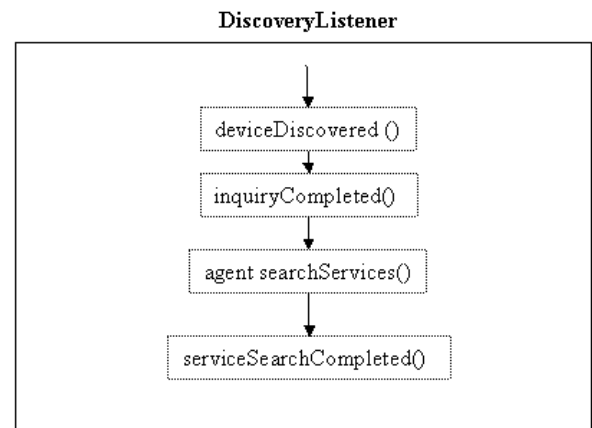 DiscoveryListener
deviceDiscovered ()
inquiryCompleted()
agent searchServices()
serviceSearchCompleted()